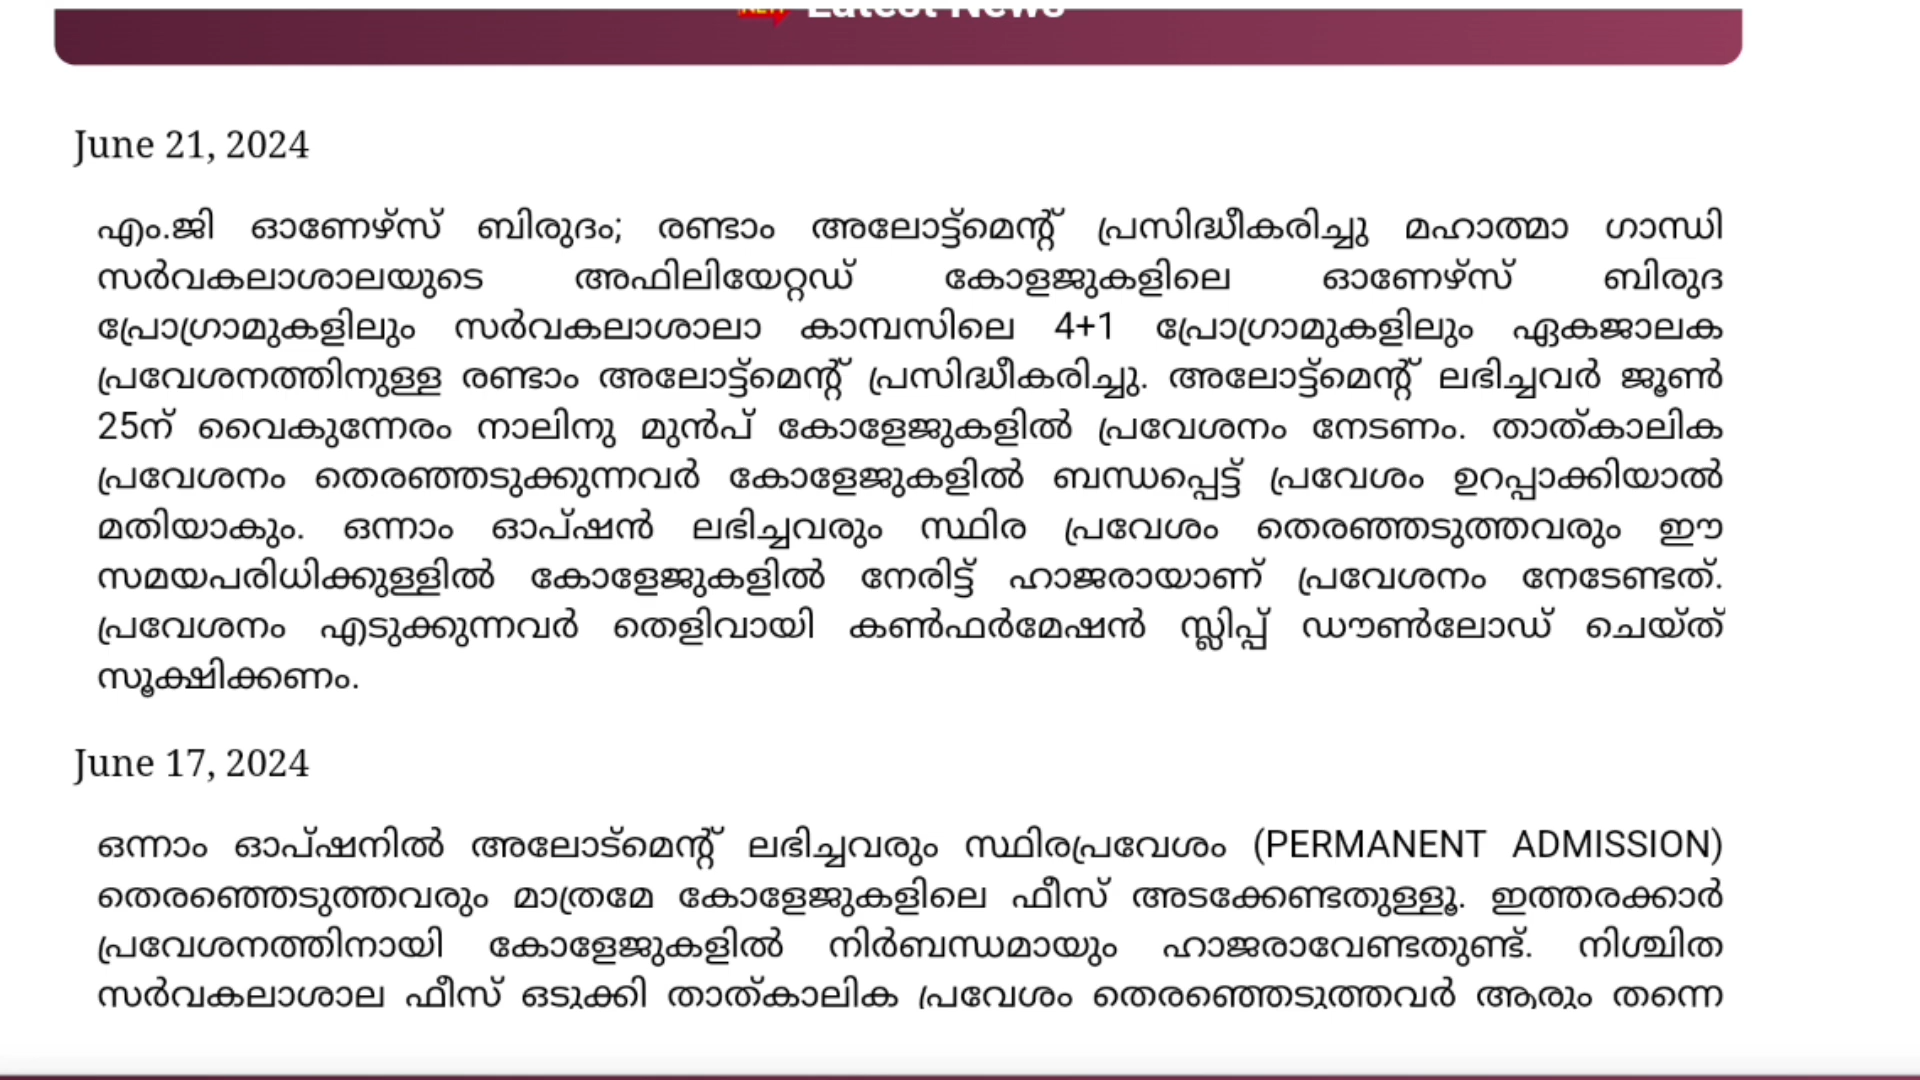 NEW Latest News
June 21, 2024
എം.ജി ഓണേഴ്സ് ബിരുദം; രണ്ടാം അലോട്ട്മെന്റ് പ്രസിദ്ധീകരിച്ചു മഹാത്മാ ഗാന്ധി
സർവകലാശാലയുടെ അഫിലിയേറ്റഡ് കോളജുകളിലെ ഓണേഴ്സ് ബിരുദ
പ്രോഗ്രാമുകളിലും സർവകലാശാലാ കാമ്പസിലെ 4+1 പ്രോഗ്രാമുകളിലും ഏകജാലക
പ്രവേശനത്തിനുള്ള രണ്ടാം അലോട്ട്മെന്റ് പ്രസിദ്ധീകരിച്ചു. അലോട്ട്മെന്റ് ലഭിച്ചവർ ജൂൺ
25ന് വൈകുന്നേരം നാലിനു മുൻപ് കോളേജുകളിൽ പ്രവേശനം നേടണം. താത്കാലിക
പ്രവേശനം തെരഞ്ഞടുക്കുന്നവർ കോളേജുകളിൽ ബന്ധപ്പെട്ട് പ്രവേശം ഉറപ്പാക്കിയാൽ
മതിയാകും. ഒന്നാം ഓപ്ഷൻ ലഭിച്ചവരും സ്ഥിര പ്രവേശം തെരഞ്ഞടുത്തവരും ഈ
സമയപരിധിക്കുള്ളിൽ കോളേജുകളിൽ നേരിട്ട് ഹാജരായാണ് പ്രവേശനം നേടേണ്ടത്.
പ്രവേശനം എടുക്കുന്നവർ തെളിവായി കൺഫർമേഷൻ സ്ലിപ്പ് ഡൗൺലോഡ് ചെയ്ത്
സൂക്ഷിക്കണം.
June 17, 2024
ഒന്നാം ഓപ്ഷനിൽ അലോട്മെന്റ് ലഭിച്ചവരും സ്ഥിരപ്രവേശം (PERMANENT ADMISSION)
തെരഞ്ഞെടുത്തവരും മാത്രമേ കോളേജുകളിലെ ഫീസ് അടക്കേണ്ടതുള്ളൂ. ഇത്തരക്കാർ
പ്രവേശനത്തിനായി കോളേജുകളിൽ നിർബന്ധമായും ഹാജരാവേണ്ടതുണ്ട്. നിശ്ചിത
സർവകലാശാല ഫീസ് ഒടുക്കി താത്കാലിക പ്രവേശം തെരഞ്ഞെടുത്തവർ ആരും തന്നെ